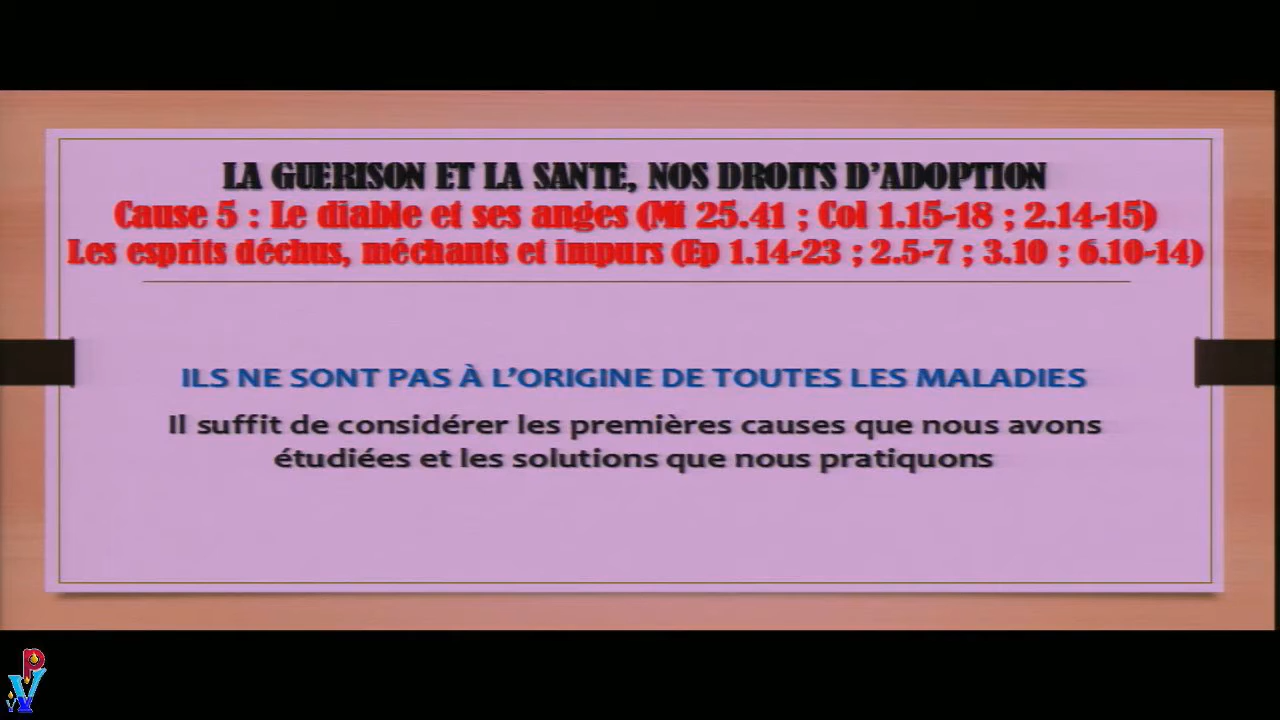 LA GUERISON ET LA SANTE, NOS DROITS D’ADOPTION
Cause 5 : Le diable et ses anges (Mt 25.41 ; Col 1.15-18 ; 2.14-15)
Les esprits déchus, méchants et impurs (Ep 1.14-23 ; 2.5-7 ; 3.10 ; 6.10-14)
ILS NE SONT PAS À L’ORIGINE DE TOUTES LES MALADIES
Il suffit de considérer les premières causes que nous avons
étudiées et les solutions que nous pratiquons